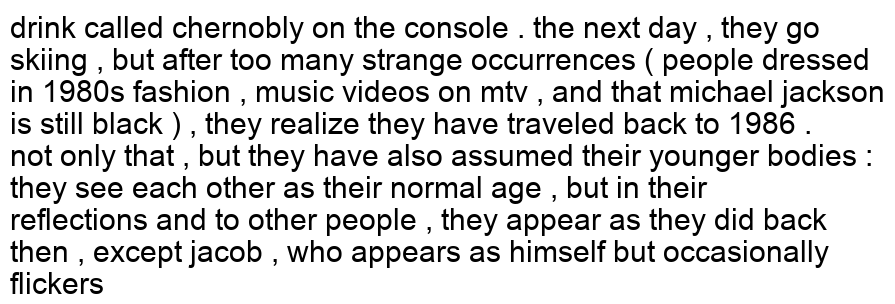 drink called chernobly on the console . the next day , they go
skiing , but after too many strange occurrences ( people dressed
in 1980s fashion , music videos on mtv , and that michael jackson
is still black ) , they realize they have traveled back to 1986 .
not only that , but they have also assumed their younger bodies :
they see each other as their normal age , but in their
reflections and to other people , they appear as they did back
then , except jacob , who appears as himself but occasionally
flickers